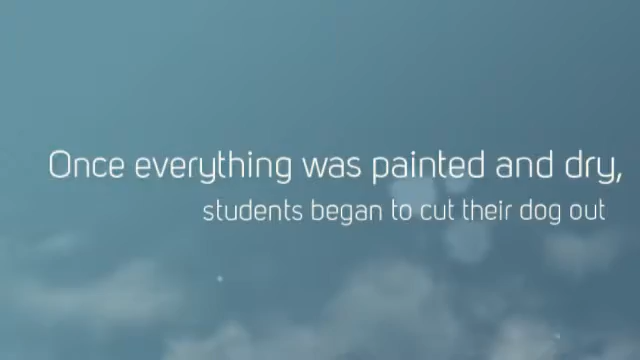 Once everything was painted and dry,
students began to cut their dog out